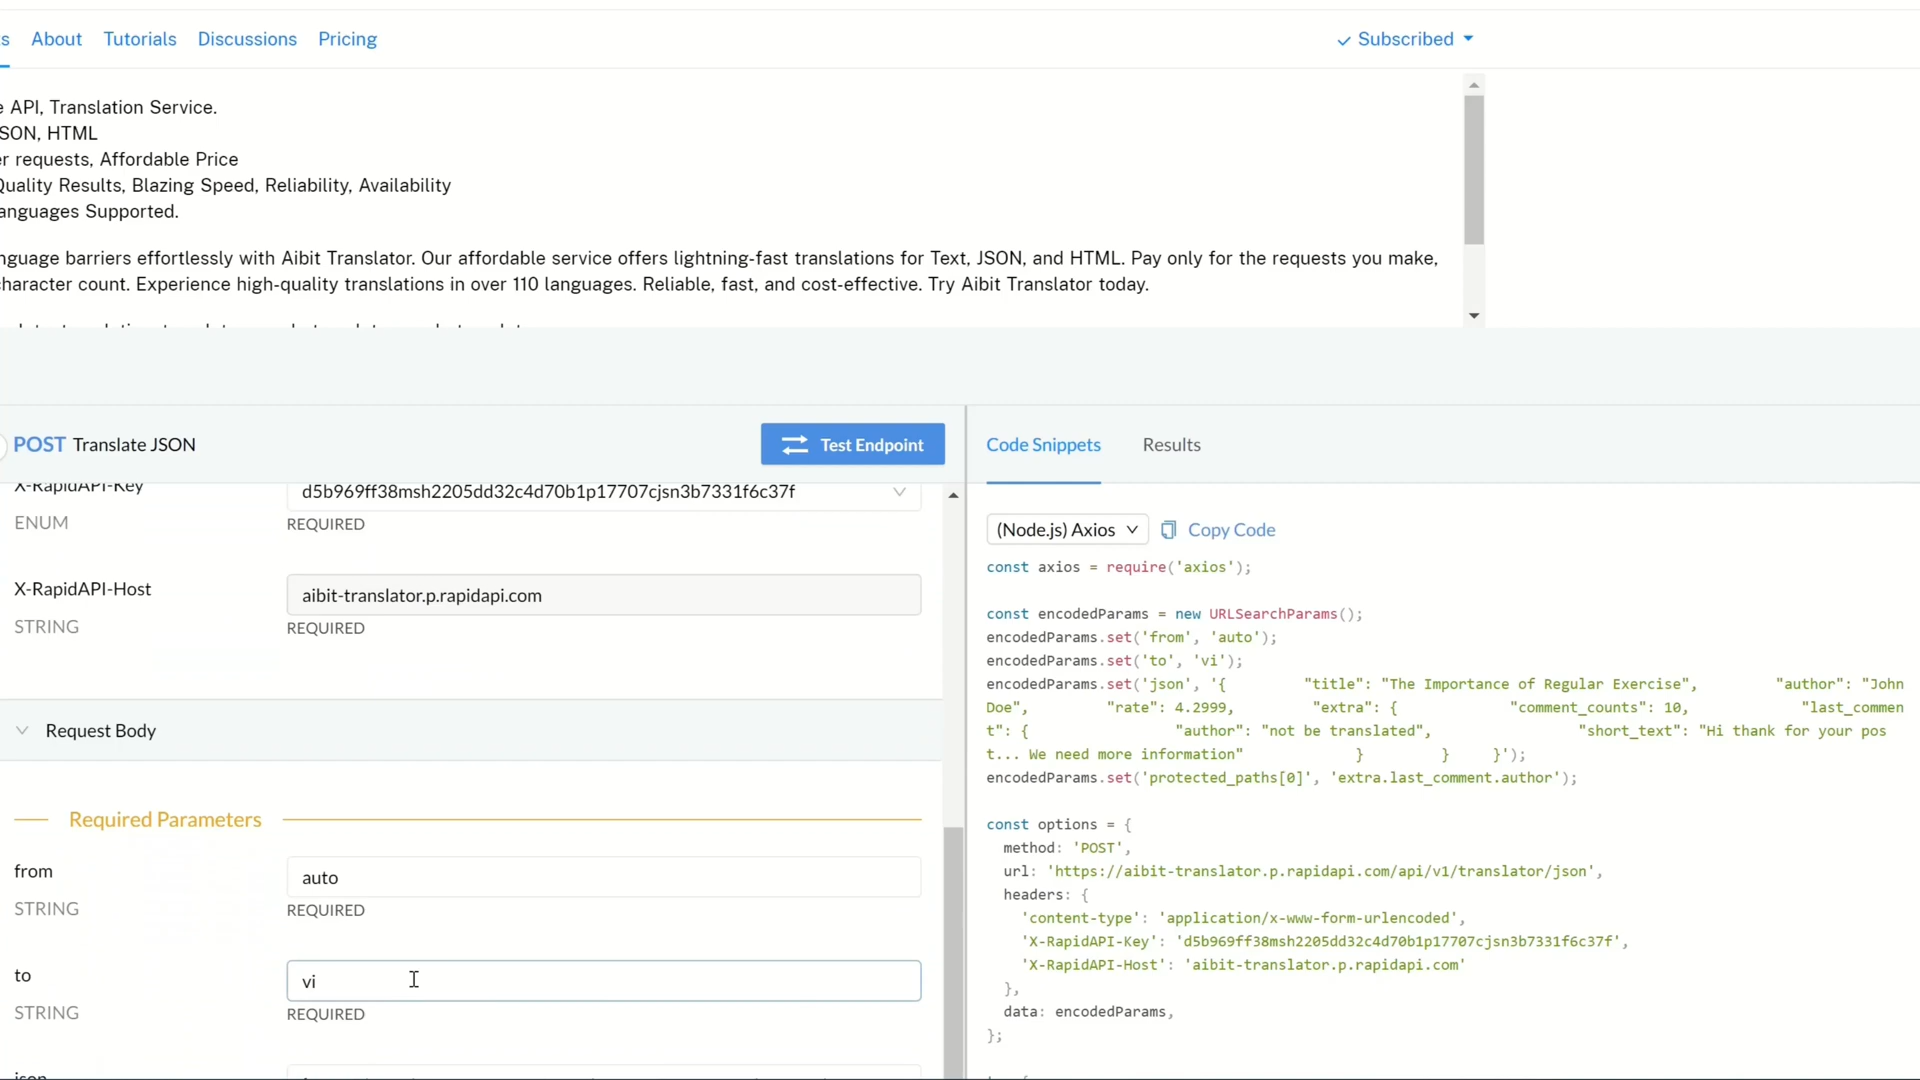 s About Tutorials Discussions Pricing Subscribed
e API, Translation Service.
SON, HTML
er requests, Affordable Price
Quality Results, Blazing Speed, Reliability, Availability
anguages Supported.
nguage barriers effortlessly with Aibit Translator. Our affordable service offers lightning-fast translations for Text, JSON, and HTML. Pay only for the requests you make,
character count. Experience high-quality translations in over 110 languages. Reliable, fast, and cost-effective. Try Aibit Translator today.
POST Translate JSON
Test Endpoint
X-RapidAPI-Key
d5b969ff38msh2205dd32c4d70b1p17707cjsn3b7331f6c37f
ENUM
REQUIRED
X-RapidAPI-Host
aibit-translator.p.rapidapi.com
STRING
REQUIRED
Request Body
Required Parameters
from
auto
STRING
REQUIRED
to
vi
STRING
REQUIRED
json
Code Snippets Results
(Node.js) Axios Copy Code
const axios = require('axios');
const encodedParams = new URLSearchParams();
encodedParams.set('from', 'auto');
encodedParams.set('to', 'vi');
encodedParams.set('json', '{ "title": "The Importance of Regular Exercise", "author": "John
Doe", "rate": 4.2999, "extra": { "comment_counts": 10, "last_commen
t": { "author": "not be translated", "short_text": "Hi thank for your pos
t... We need more information" } } }');
encodedParams.set('protected_paths[0]', 'extra.last_comment.author');
const options = {
method: 'POST',
url: 'https://aibit-translator.p.rapidapi.com/api/v1/translator/json',
headers: {
'content-type': 'application/x-www-form-urlencoded',
'X-RapidAPI-Key': 'd5b969ff38msh2205dd32c4d70b1p17707cjsn3b7331f6c37f',
'X-RapidAPI-Host': 'aibit-translator.p.rapidapi.com'
},
data: encodedParams,
};